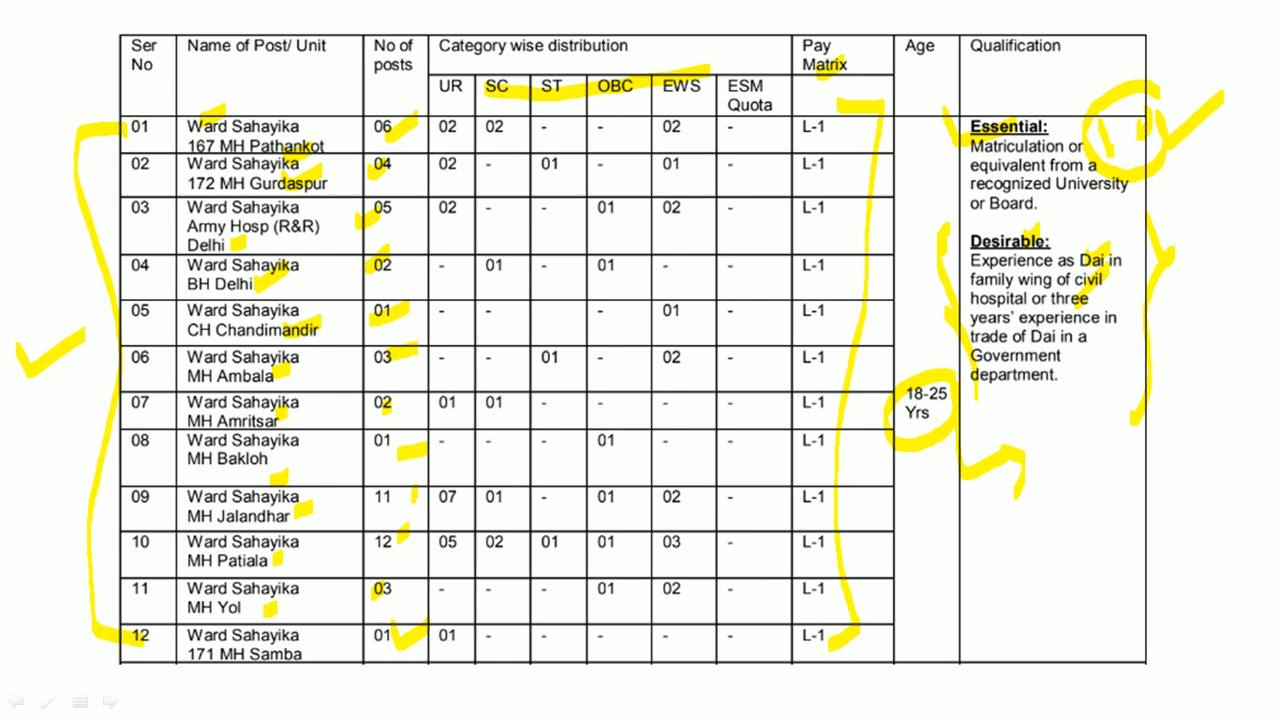 Ser No | Name of Post/ Unit | No of posts | Category wise distribution | Pay Matrix | Age | Qualification
UR | SC | ST | OBC | EWS | ESM Quota
01 | Ward Sahayika 167 MH Pathankot | 06 | 02 | 02 | - | - | 02 | - | L-1
02 | Ward Sahayika 172 MH Gurdaspur | 04 | 02 | - | 01 | - | 01 | - | L-1
03 | Ward Sahayika Army Hosp (R&R) Delhi | 05 | 02 | - | - | 01 | 02 | - | L-1
04 | Ward Sahayika BH Delhi | 02 | - | 01 | - | 01 | - | - | L-1
05 | Ward Sahayika CH Chandimandir | 01 | - | - | | - | 01 | - | L-1
06 | Ward Sahayika MH Ambala | 03 | - | - | 01 | - | 02 | - | L-1
07 | Ward Sahayika MH Amritsar | 02 | 01 | 01 | - | - | - | - | L-1
08 | Ward Sahayika MH Bakloh | 01 | - | - | - | 01 | - | - | L-1
09 | Ward Sahayika MH Jalandhar | 11 | 07 | 01 | - | 01 | 02 | - | L-1
10 | Ward Sahayika MH Patiala | 12 | 05 | 02 | 01 | 01 | 03 | - | L-1
11 | Ward Sahayika MH Yol | 03 | - | - | - | 01 | 02 | - | L-1
12 | Ward Sahayika 171 MH Samba | 01 | 01 | - | - | - | - | - | L-1
18-25
Yrs
Essential:
Matriculation or
equivalent from a
recognized University
or Board.
Desirable:
Experience as Dai in
family wing of civil
hospital or three
years' experience in
trade of Dai in a
Government
department.